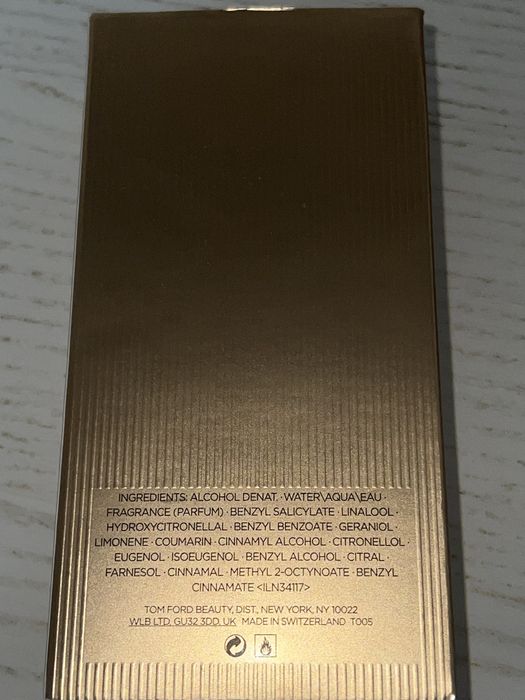 INGREDIENTS: ALCOHOL DENAT. · WATER\AQUA\EAU ·
FRAGRANCE (PARFUM) · BENZYL SALICYLATE · LINALOOL ·
HYDROXYCITRONELLAL · BENZYL BENZOATE · GERANIOL ·
LIMONENE · COUMARIN · CINNAMYL ALCOHOL · CITRONELLOL ·
EUGENOL · ISOEUGENOL · BENZYL ALCOHOL · CITRAL ·
FARNESOL · CINNAMAL · METHYL 2-OCTYNOATE · BENZYL
CINNAMATE <ILN34117>
TOM FORD BEAUTY, DIST., NEW YORK, NY 10022
WLB LTD. GU32 3DD. UK MADE IN SWITZERLAND T005